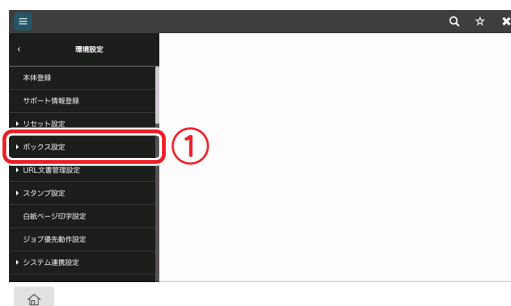 環境設定
本体登録
サポート情報登録
リセット設定
ボックス設定
①
URL文書管理設定
スタンプ設定
白紙ページ印字設定
ジョブ優先動作設定
システム連携設定